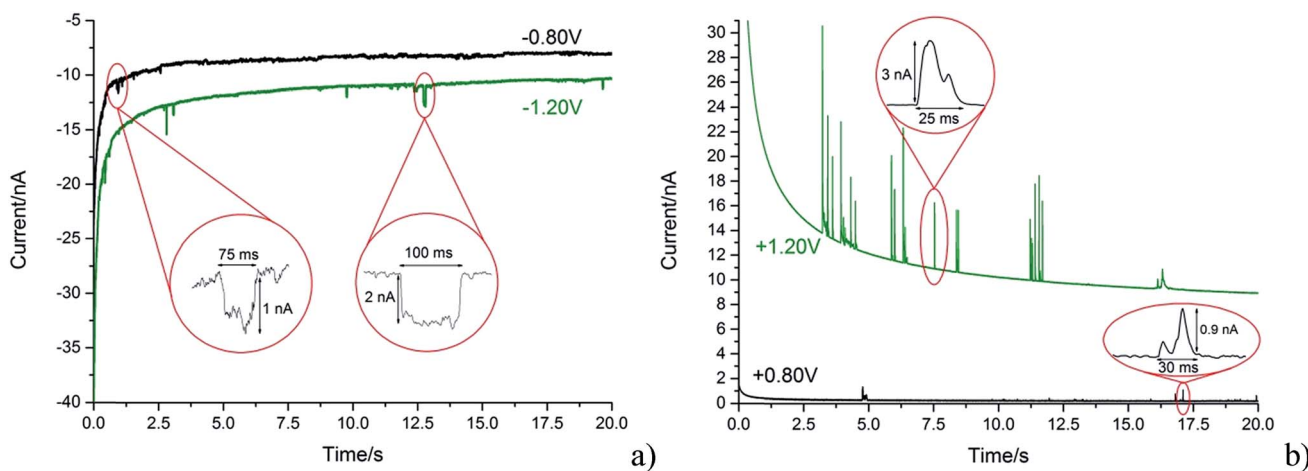 -5
-10
-15
-20
-25
-30
-35
-40
Current/nA
-0.80V
-1.20V
75 ms
1 nA
100 ms
2 nA
0.0 2.5 5.0 7.5 10.0 12.5 15.0 17.5 20.0
Time/s
a)
30
28
26
24
22
20
18
16
14
12
10
8
6
4
2
0
Current/nA
3 nA
25 ms
+1.20V
0.9 nA
30 ms
+0.80V
0.0 2.5 5.0 7.5 10.0 12.5 15.0 17.5 20.0
Time/s
b)